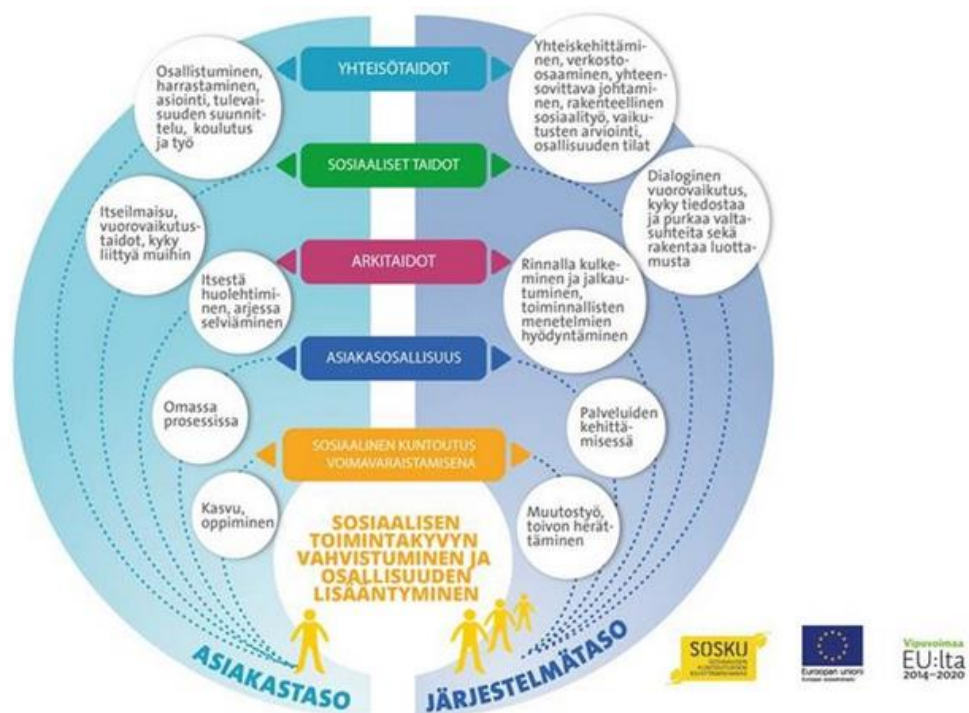 YHTEISÖTAIDOT
Osallistuminen,
harrastaminen,
asiointi, tulevai-
suuden suunnit-
telu, koulutus
ja työ
Yhteiskehittämi-
nen, verkosto-
osaaminen, yhteen-
sovittava johtami-
nen, rakenteellinen
sosiaalityö, vaiku-
tusten arviointi,
osallisuuden tilat
SOSIAALISET TAIDOT
Itseilmaisu,
vuorovaikutus-
taidot, kyky
liittyä muihin
Dialoginen
vuorovaikutus,
kyky tiedostaa
ja purkaa valta-
suhteita sekä
rakentaa luotta-
musta
ARKITAIDOT
Itsestä
huolehtimi-
nen, arjessa
selviäminen
Rinnalla kulke-
minen ja jalkau-
tuminen,
toiminnallisten
menetelmien
hyödyntäminen
ASIAKASOSALLISUUS
Omassa
prosessissa
Palveluiden
kehittä-
misessä
SOSIAALINEN KUNTOUTUS
VOIMAVARAISTAMISENA
Kasvu,
oppiminen
Muutostyö,
toivon herät-
täminen
SOSIAALISEN
TOIMINTAKYVYN
VAHVISTUMINEN JA
OSALLISUUDEN
LISÄÄNTYMINEN
ASIAKASTASO
JÄRJESTELMÄTASO
SOSKU
Euroopan unioni
Vipuvoimaa
EU:lta
2014–2020